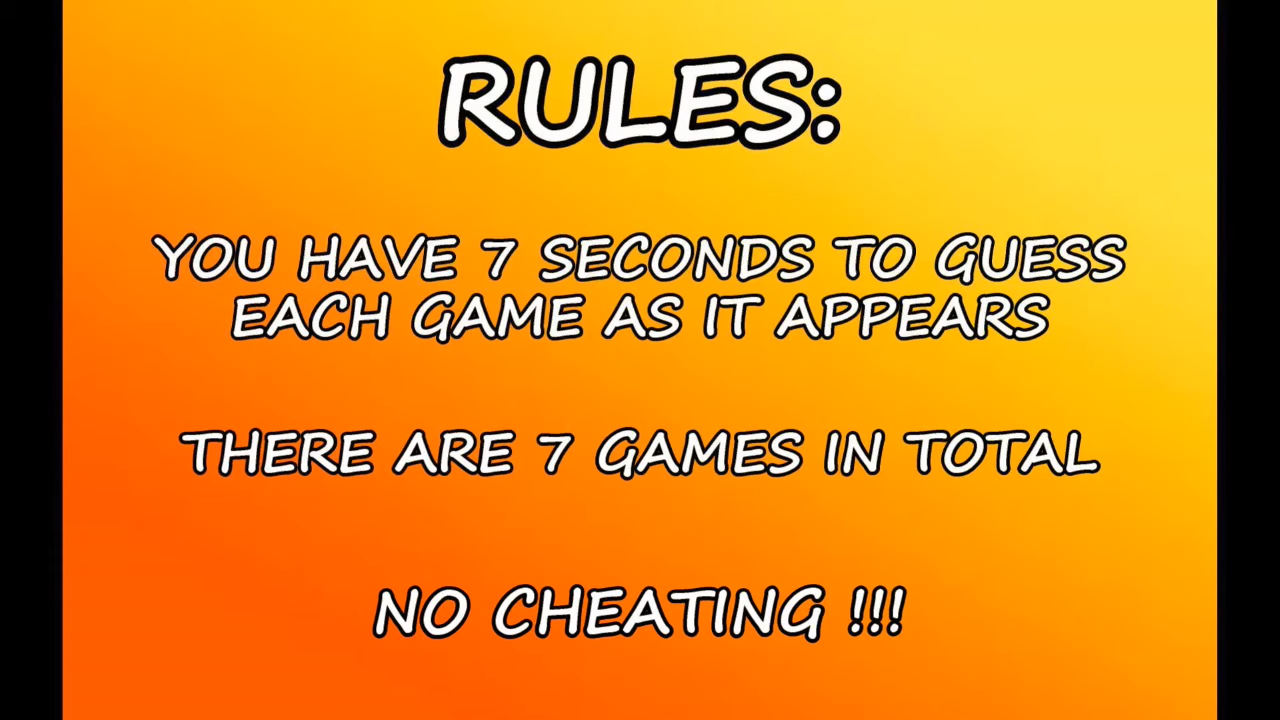 RULES:
YOU HAVE 7 SECONDS TO GUESS
EACH GAME AS IT APPEARS
THERE ARE 7 GAMES IN TOTAL
NO CHEATING !!!